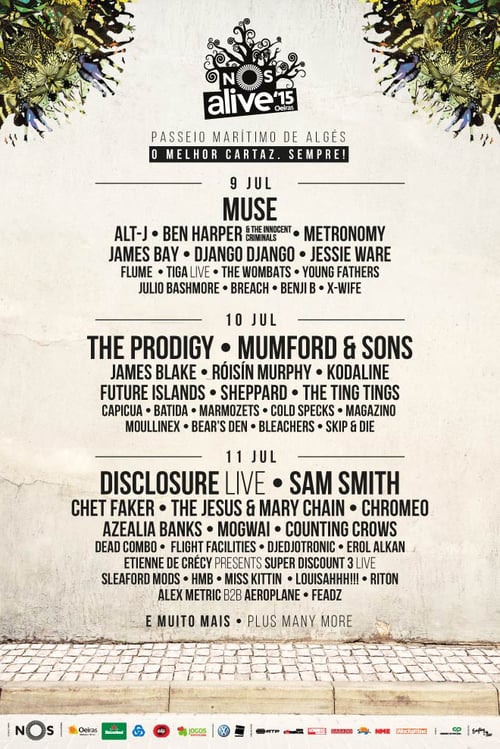 NOS
alive '15
Oeiras
PASSEIO MARÍTIMO DE ALGÉS
O MELHOR CARTAZ. SEMPRE!
9 JUL
MUSE
ALT-J • BEN HARPER & THE INNOCENT CRIMINALS • METRONOMY
JAMES BAY • DJANGO DJANGO • JESSIE WARE
FLUME • TIGA LIVE • THE WOMBATS • YOUNG FATHERS
JULIO BASHMORE • BREACH • BENJI B • X-WIFE
10 JUL
THE PRODIGY • MUMFORD & SONS
JAMES BLAKE • RÓISÍN MURPHY • KODALINE
FUTURE ISLANDS • SHEPPARD • THE TING TINGS
CAPICUA • BATIDA • MARMOZETS • COLD SPECKS • MAGAZINO
MOULLINEX • BEAR'S DEN • BLEACHERS • SKIP & DIE
11 JUL
DISCLOSURE LIVE • SAM SMITH
CHET FAKER • THE JESUS & MARY CHAIN • CHROMEO
AZEALIA BANKS • MOGWAI • COUNTING CROWS
DEAD COMBO • FLIGHT FACILITIES • DJEDJOTRONIC • EROL ALKAN
ETIENNE DE CRÉCY PRESENTS SUPER DISCOUNT 3 LIVE
SLEAFORD MODS • HMB • MISS KITTIN • LOUISAHHH!!! • RITON
ALEX METRIC B2B AEROPLANE • FEADZ
E MUITO MAIS • PLUS MANY MORE
NOS Oeiras Heineken JOGOS RTP NME